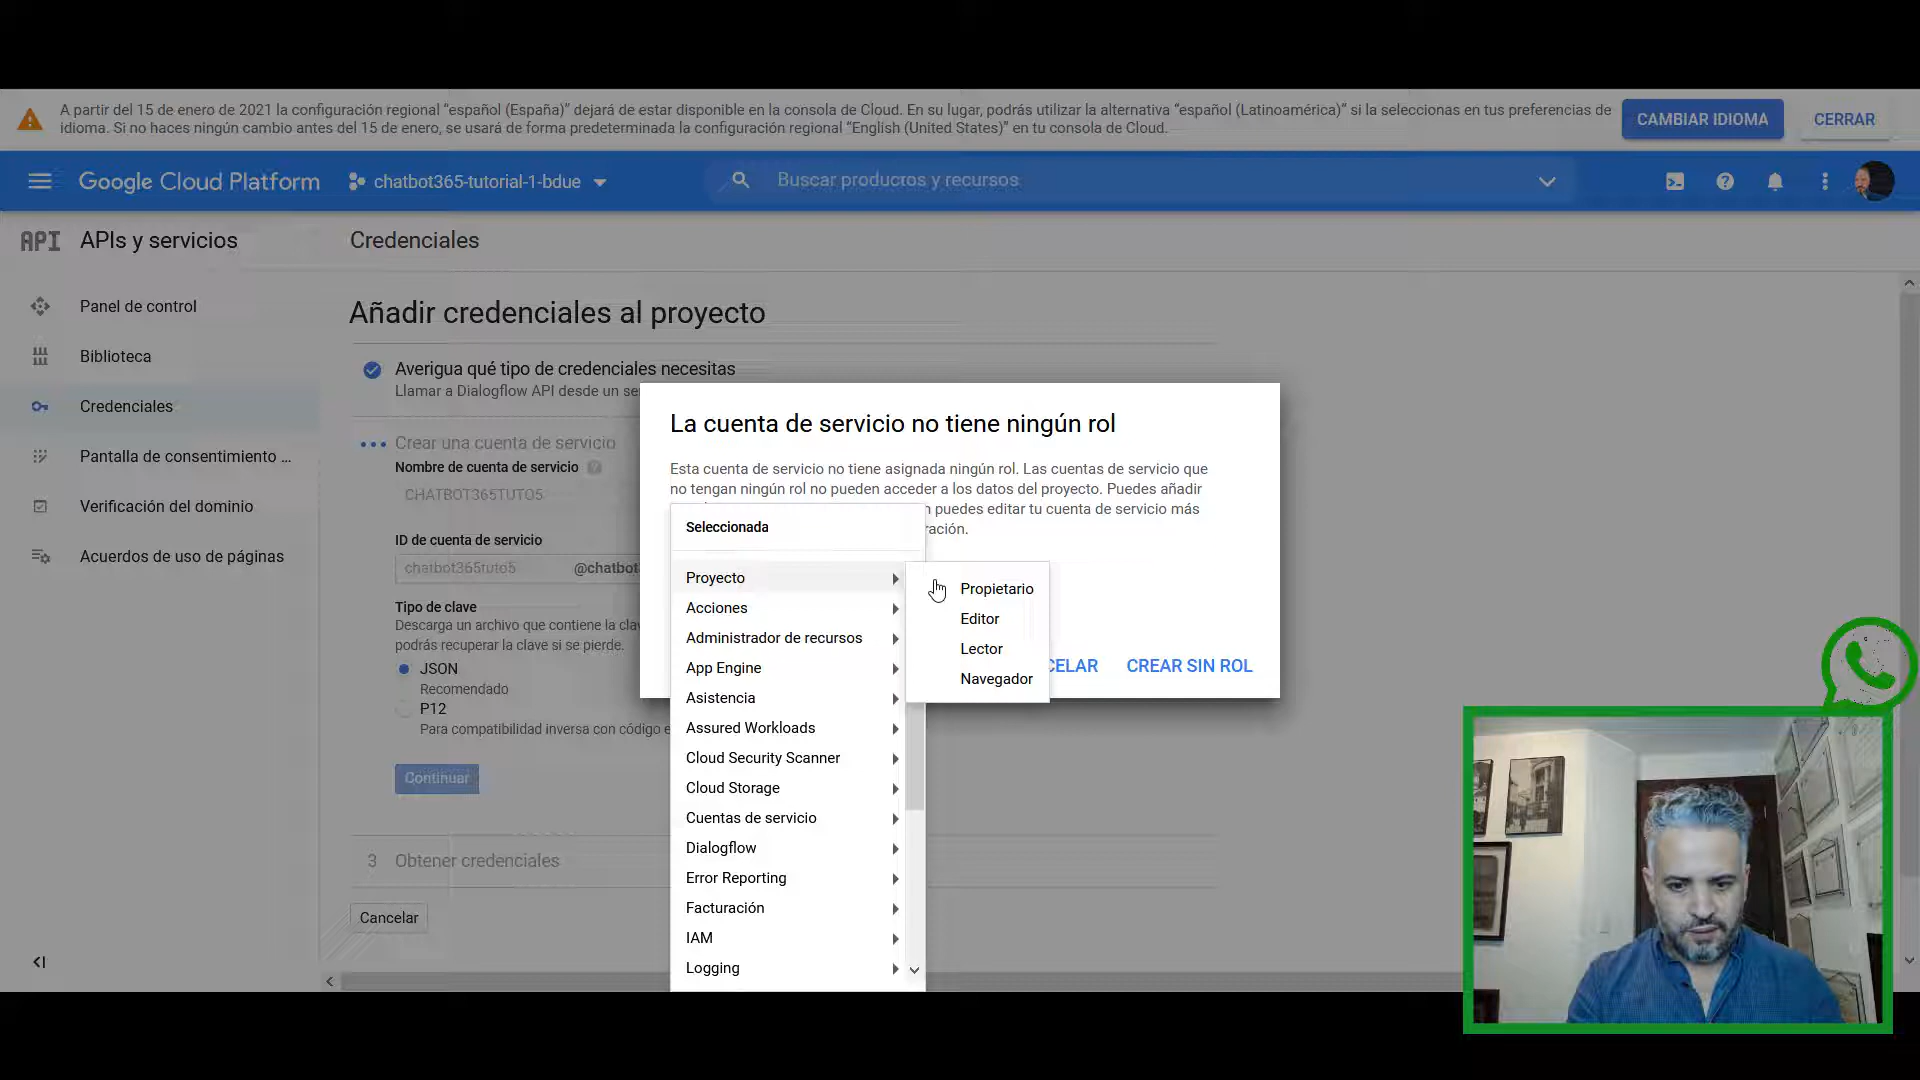 A partir del 15 de enero de 2021 la configuración regional “español (España)” dejará de estar disponible en la consola de Cloud. En su lugar, podrás utilizar la alternativa “español (Latinoamérica)” si la seleccionas en tus preferencias de
idioma. Si no haces ningún cambio antes del 15 de enero, se usará de forma predeterminada la configuración regional “English (United States)” en tu consola de Cloud.
CAMBIAR IDIOMA
CERRAR
Google Cloud Platform
chatbot365-tutorial-1-bdue
Buscar productos y recursos
API APIs y servicios
Credenciales
Panel de control
Biblioteca
Credenciales
Pantalla de consentimiento ...
Verificación del dominio
Acuerdos de uso de páginas
Añadir credenciales al proyecto
Averigua qué tipo de credenciales necesitas
Llamar a Dialogflow API desde un
Crear una cuenta de servicio
Nombre de cuenta de servicio
CHATBOT365TUTO5
ID de cuenta de servicio
chatbot365tuto5
@chatbot
Tipo de clave
Descarga un archivo que contiene la
podrás recuperar la clave si se pierde.
JSON
Recomendado
P12
Para compatibilidad inversa con código
Continuar
3 Obtener credenciales
Cancelar
La cuenta de servicio no tiene ningún rol
Esta cuenta de servicio no tiene asignada ningún rol. Las cuentas de servicio que
no tengan ningún rol no pueden acceder a los datos del proyecto. Puedes añadir
puedes editar tu cuenta de servicio más
ración.
CELAR
CREAR SIN ROL
Seleccionada
Proyecto
Acciones
Administrador de recursos
App Engine
Asistencia
Assured Workloads
Cloud Security Scanner
Cloud Storage
Cuentas de servicio
Dialogflow
Error Reporting
Facturación
IAM
Logging
Propietario
Editor
Lector
Navegador